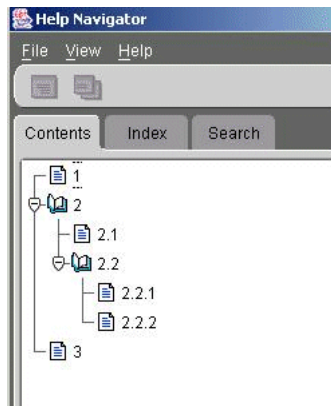 Help Navigator
File View Help
Contents Index Search
1
2
2.1
2.2
2.2.1
2.2.2
3